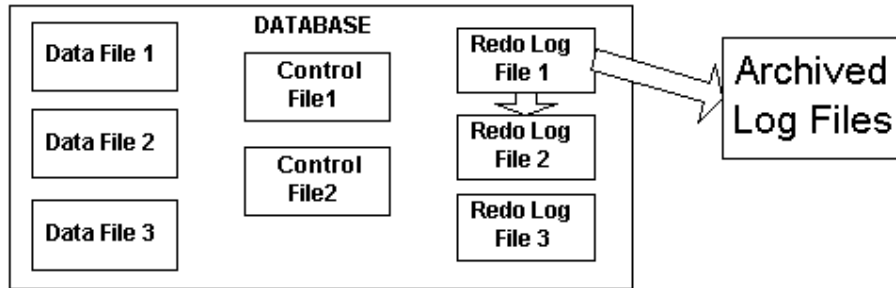 DATABASE
Data File 1
Data File 2
Data File 3
Control
File1
Control
File2
Redo Log
File 1
Redo Log
File 2
Redo Log
File 3
Archived
Log Files